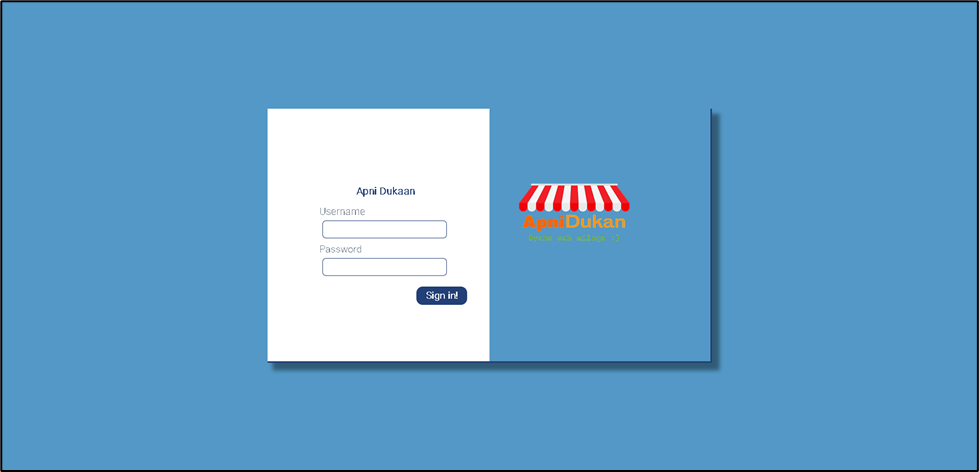 Apni Dukaan
Username
Password
Sign in!
ApniDukan